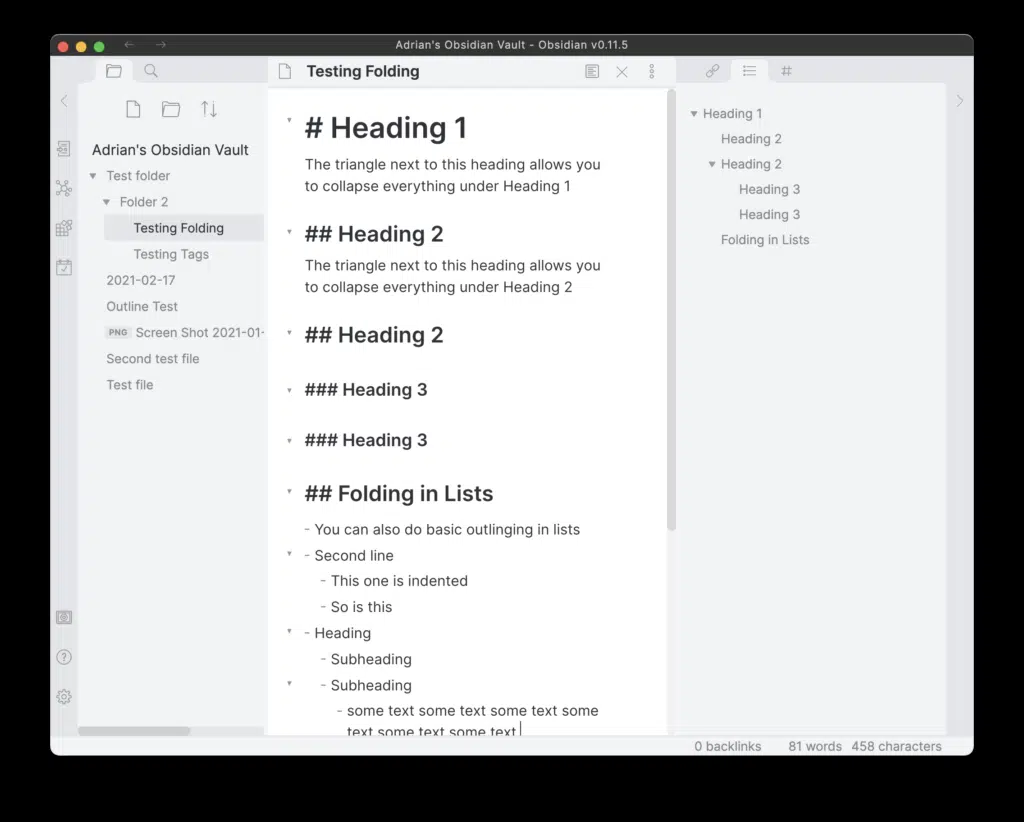 Adrian's Obsidian Vault - Obsidian v0.11.5
Testing Folding
Adrian's Obsidian Vault
Test folder
Folder 2
Testing Folding
Testing Tags
2021-02-17
Outline Test
PNG Screen Shot 2021-01-
Second test file
Test file
# Heading 1
The triangle next to this heading allows you
to collapse everything under Heading 1
## Heading 2
The triangle next to this heading allows you
to collapse everything under Heading 2
## Heading 2
### Heading 3
### Heading 3
## Folding in Lists
- You can also do basic outlinging in lists
- Second line
- This one is indented
- So is this
- Heading
- Subheading
- Subheading
- some text some text some text some
text some text some text
Heading 1
Heading 2
Heading 2
Heading 3
Heading 3
Folding in Lists
0 backlinks 81 words 458 characters